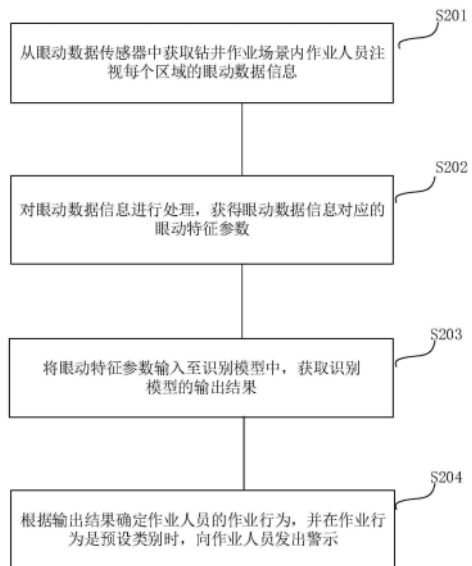 S201
从眼动数据传感器中获取钻井作业场景内作业人员注
视每个区域的眼动数据信息
S202
对眼动数据信息进行处理，获得眼动数据信息对应的
眼动特征参数
S203
将眼动特征参数输入至识别模型中，获取识别
模型的输出结果
S204
根据输出结果确定作业人员的作业行为，并在作业行
为是预设类别时，向作业人员发出警示